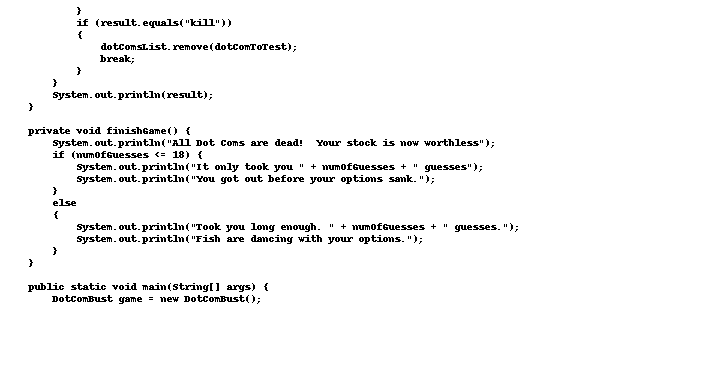 }
if (result.equals("kill"))
{
dotComsList.remove(dotComToTest);
break;
}
}
System.out.println(result);
}
private void finishGame() {
System.out.println("All Dot Coms are dead!  Your stock is now worthless");
if (numOfGuesses <= 18) {
System.out.println("It only took you " + numOfGuesses + " guesses");
System.out.println("You got out before your options sank.");
}
else
{
System.out.println("Took you long enough. " + numOfGuesses + " guesses.");
System.out.println("Fish are dancing with your options.");
}
}
public static void main(String[] args) {
DotComBust game = new DotComBust();